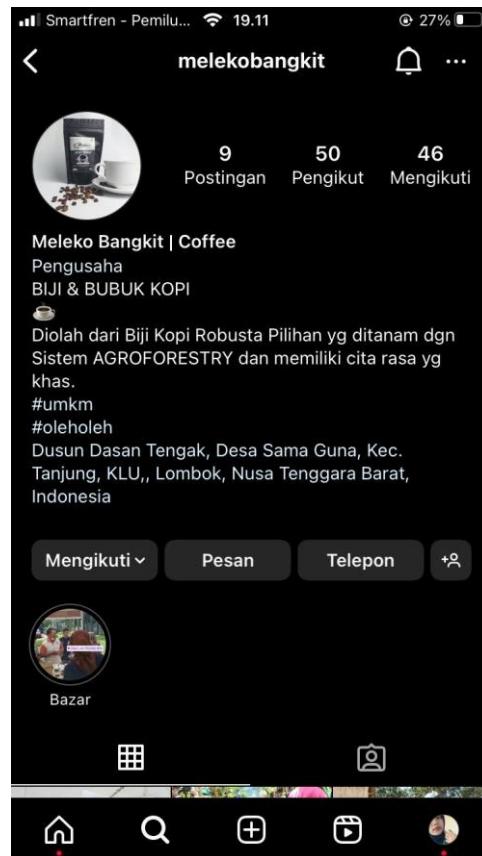 Smartfren - Pemilu... 19.11 27%
melekobangkit
9 50 46
Postingan Pengikut Mengikuti
Meleko Bangkit | Coffee
Pengusaha
BIJI & BUBUK KOPI
Diolah dari Biji Kopi Robusta Pilihan yg ditanam dgn
Sistem AGROFORESTRY dan memiliki cita rasa yg
khas.
#umkm
#oleholeh
Dusun Dasan Tengak, Desa Sama Guna, Kec.
Tanjung, KLU,, Lombok, Nusa Tenggara Barat,
Indonesia
Mengikuti Pesan Telepon
Bazar